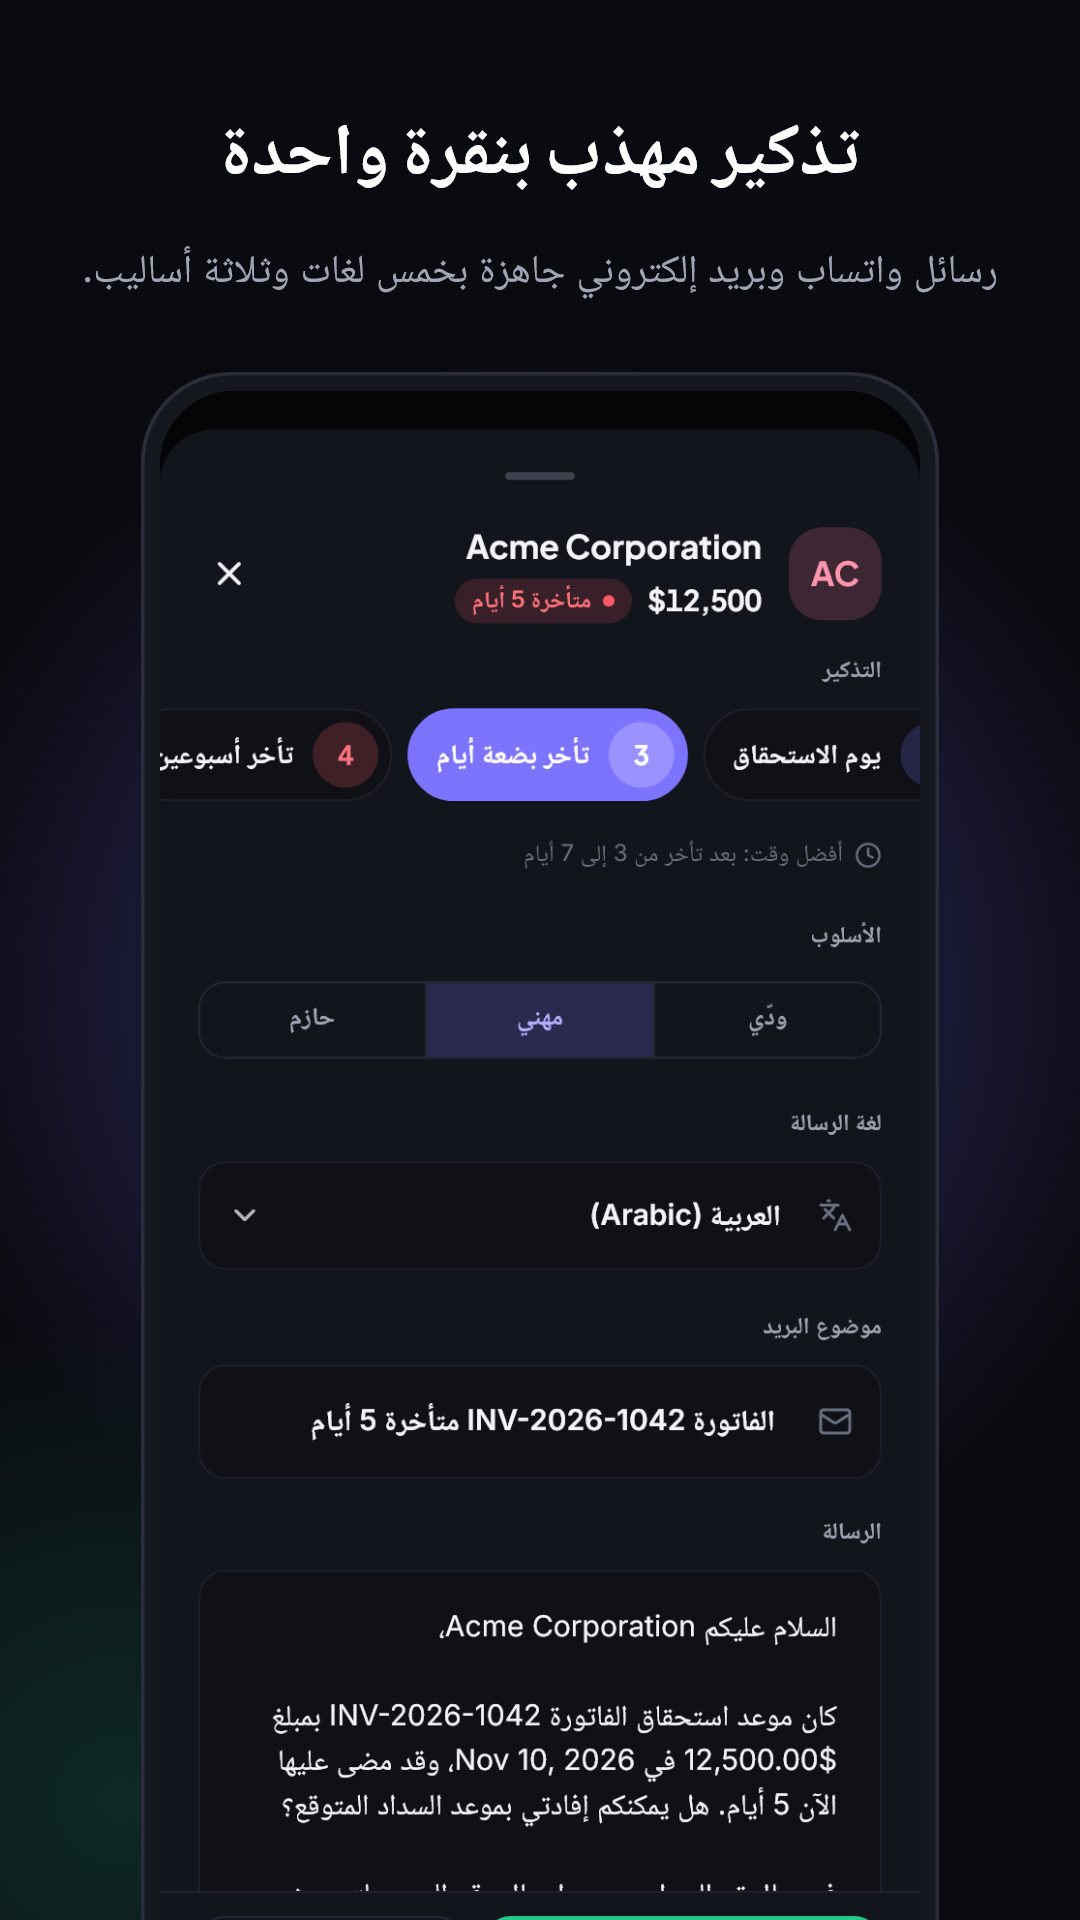 تذكير مهذب بنقرة واحدة
رسائل واتساب وبريد إلكتروني جاهزة بخمس لغات وثلاثة أساليب.
AC
Acme Corporation
$12,500
متأخرة 5 أيام
التذكير
يوم الاستحقاق
3 تأخر بضعة أيام
4 تأخر أسبوعين
أفضل وقت: بعد تأخر من 3 إلى 7 أيام
الأسلوب
ودّي
مهني
حازم
لغة الرسالة
العربية (Arabic)
موضوع البريد
الفاتورة INV-2026-1042 متأخرة 5 أيام
الرسالة
السلام عليكم Acme Corporation،
كان موعد استحقاق الفاتورة INV-2026-1042 بمبلغ
$12,500.00 في Nov 10, 2026، وقد مضى عليها
الآن 5 أيام. هل يمكنكم إفادتي بموعد السداد المتوقع؟